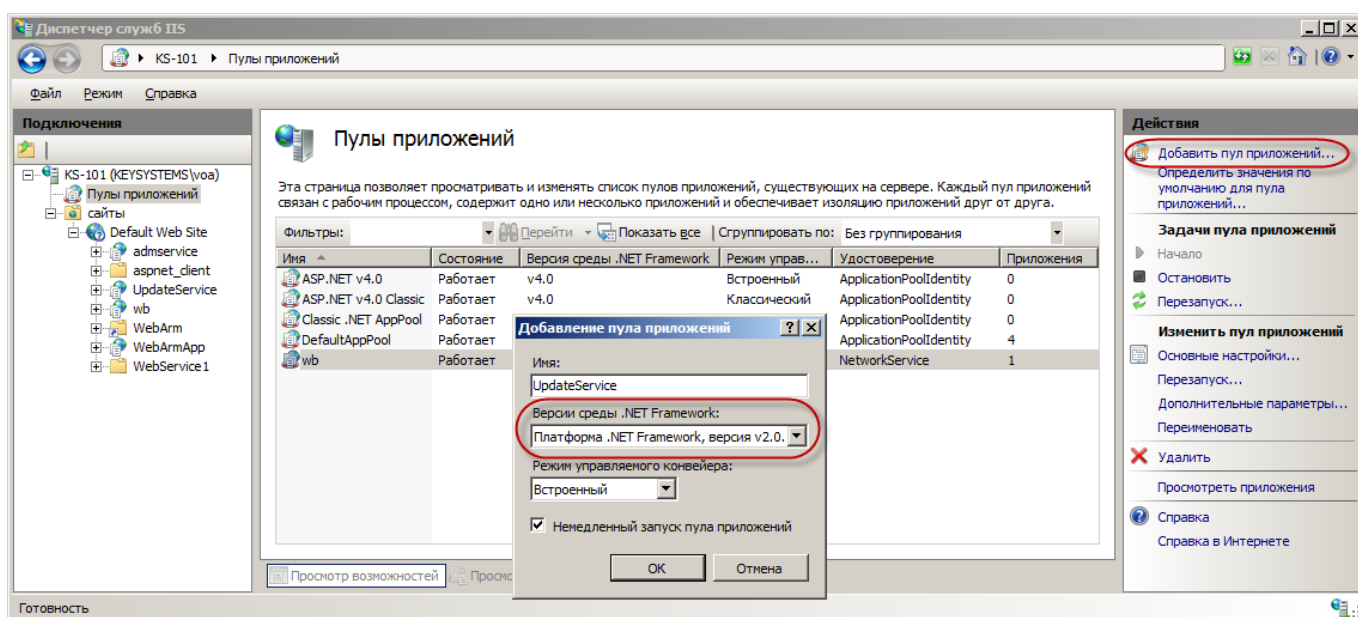 Диспетчер служб IIS
KS-101 Пулы приложений
Файл Режим Справка
Подключения
KS-101 (KEYSYSTEMS\voa)
Пулы приложений
сайты
Default Web Site
admservice
aspnet_client
UpdateService
wb
WebArm
WebArmApp
WebService1
Пулы приложений
Эта страница позволяет просматривать и изменять список пулов приложений, существующих на сервере. Каждый пул приложений
связан с рабочим процессом, содержит одно или несколько приложений и обеспечивает изоляцию приложений друг от друга.
Фильтры: Перейти Показать все Сгруппировать по: Без группирования
Имя Состояние Версия среды .NET Framework Режим управ... Удостоверение Приложения
ASP.NET v4.0 Работает v4.0 Встроенный ApplicationPoolIdentity 0
ASP.NET v4.0 Classic Работает v4.0 Классический ApplicationPoolIdentity 0
Classic .NET AppPool Работает ApplicationPoolIdentity 0
DefaultAppPool Работает ApplicationPoolIdentity 4
wb Работает NetworkService 1
Добавление пула приложений
Имя:
UpdateService
Версии среды .NET Framework:
Платформа .NET Framework, версия v2.0.
Режим управляемого конвейера:
Встроенный
Немедленный запуск пула приложений
ОК Отмена
Просмотр возможностей
Действия
Добавить пул приложений...
Определить значения по
умолчанию для пула
приложений...
Задачи пула приложений
Начало
Остановить
Перезапуск...
Изменить пул приложений
Основные настройки...
Перезапуск...
Дополнительные параметры...
Переименовать
Удалить
Просмотреть приложения
Справка
Справка в Интернете
Готовность